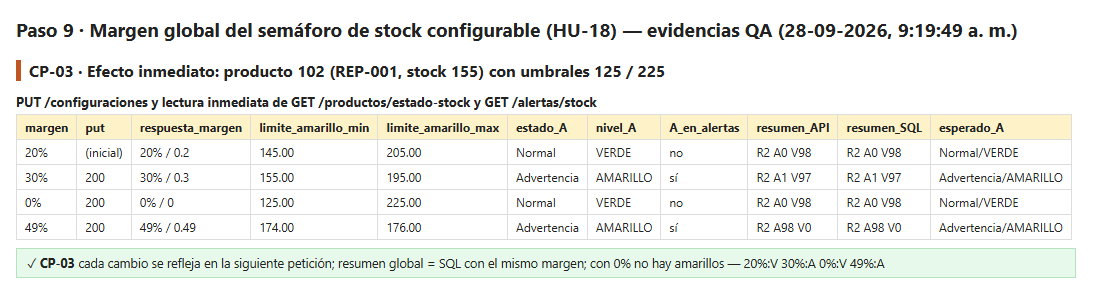 Paso 9 · Margen global del semáforo de stock configurable (HU-18) — evidencias QA (28-09-2026, 9:19:49 a. m.)
CP-03 · Efecto inmediato: producto 102 (REP-001, stock 155) con umbrales 125 / 225
PUT /configuraciones y lectura inmediata de GET /productos/estado-stock y GET /alertas/stock
margen put respuesta_margen limite_amarillo_min limite_amarillo_max estado_A nivel_A A_en_alertas resumen_API resumen_SQL esperado_A
20% (inicial) 20% / 0.2 145.00 205.00 Normal VERDE no R2 A0 V98 R2 A0 V98 Normal/VERDE
30% 200 30% / 0.3 155.00 195.00 Advertencia AMARILLO sí R2 A1 V97 R2 A1 V97 Advertencia/AMARILLO
0% 200 0% / 0 125.00 225.00 Normal VERDE no R2 A0 V98 R2 A0 V98 Normal/VERDE
49% 200 49% / 0.49 174.00 176.00 Advertencia AMARILLO sí R2 A98 V0 R2 A98 V0 Advertencia/AMARILLO
✓ CP-03 cada cambio se refleja en la siguiente petición; resumen global = SQL con el mismo margen; con 0% no hay amarillos — 20%:V 30%:A 0%:V 49%:A